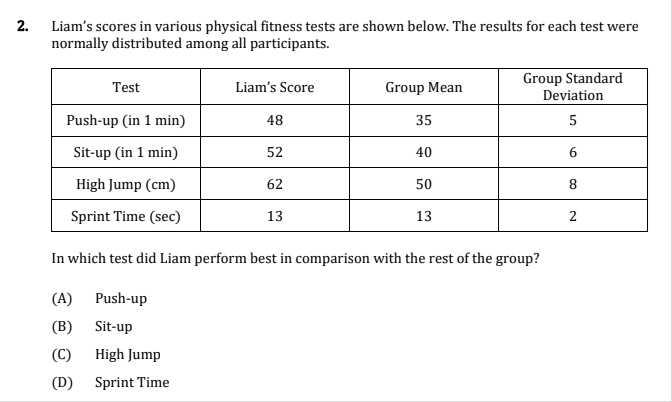 2. Liam's scores in various physical fitness tests are shown below. The results for each test were
normally distributed among all participants.
Test Liam's Score Group Mean Group Standard Deviation
Push-up (in 1 min) 48 35 5
Sit-up (in 1 min) 52 40 6
High Jump (cm) 62 50 8
Sprint Time (sec) 13 13 2
In which test did Liam perform best in comparison with the rest of the group?
(A) Push-up
(B) Sit-up
(C) High Jump
(D) Sprint Time